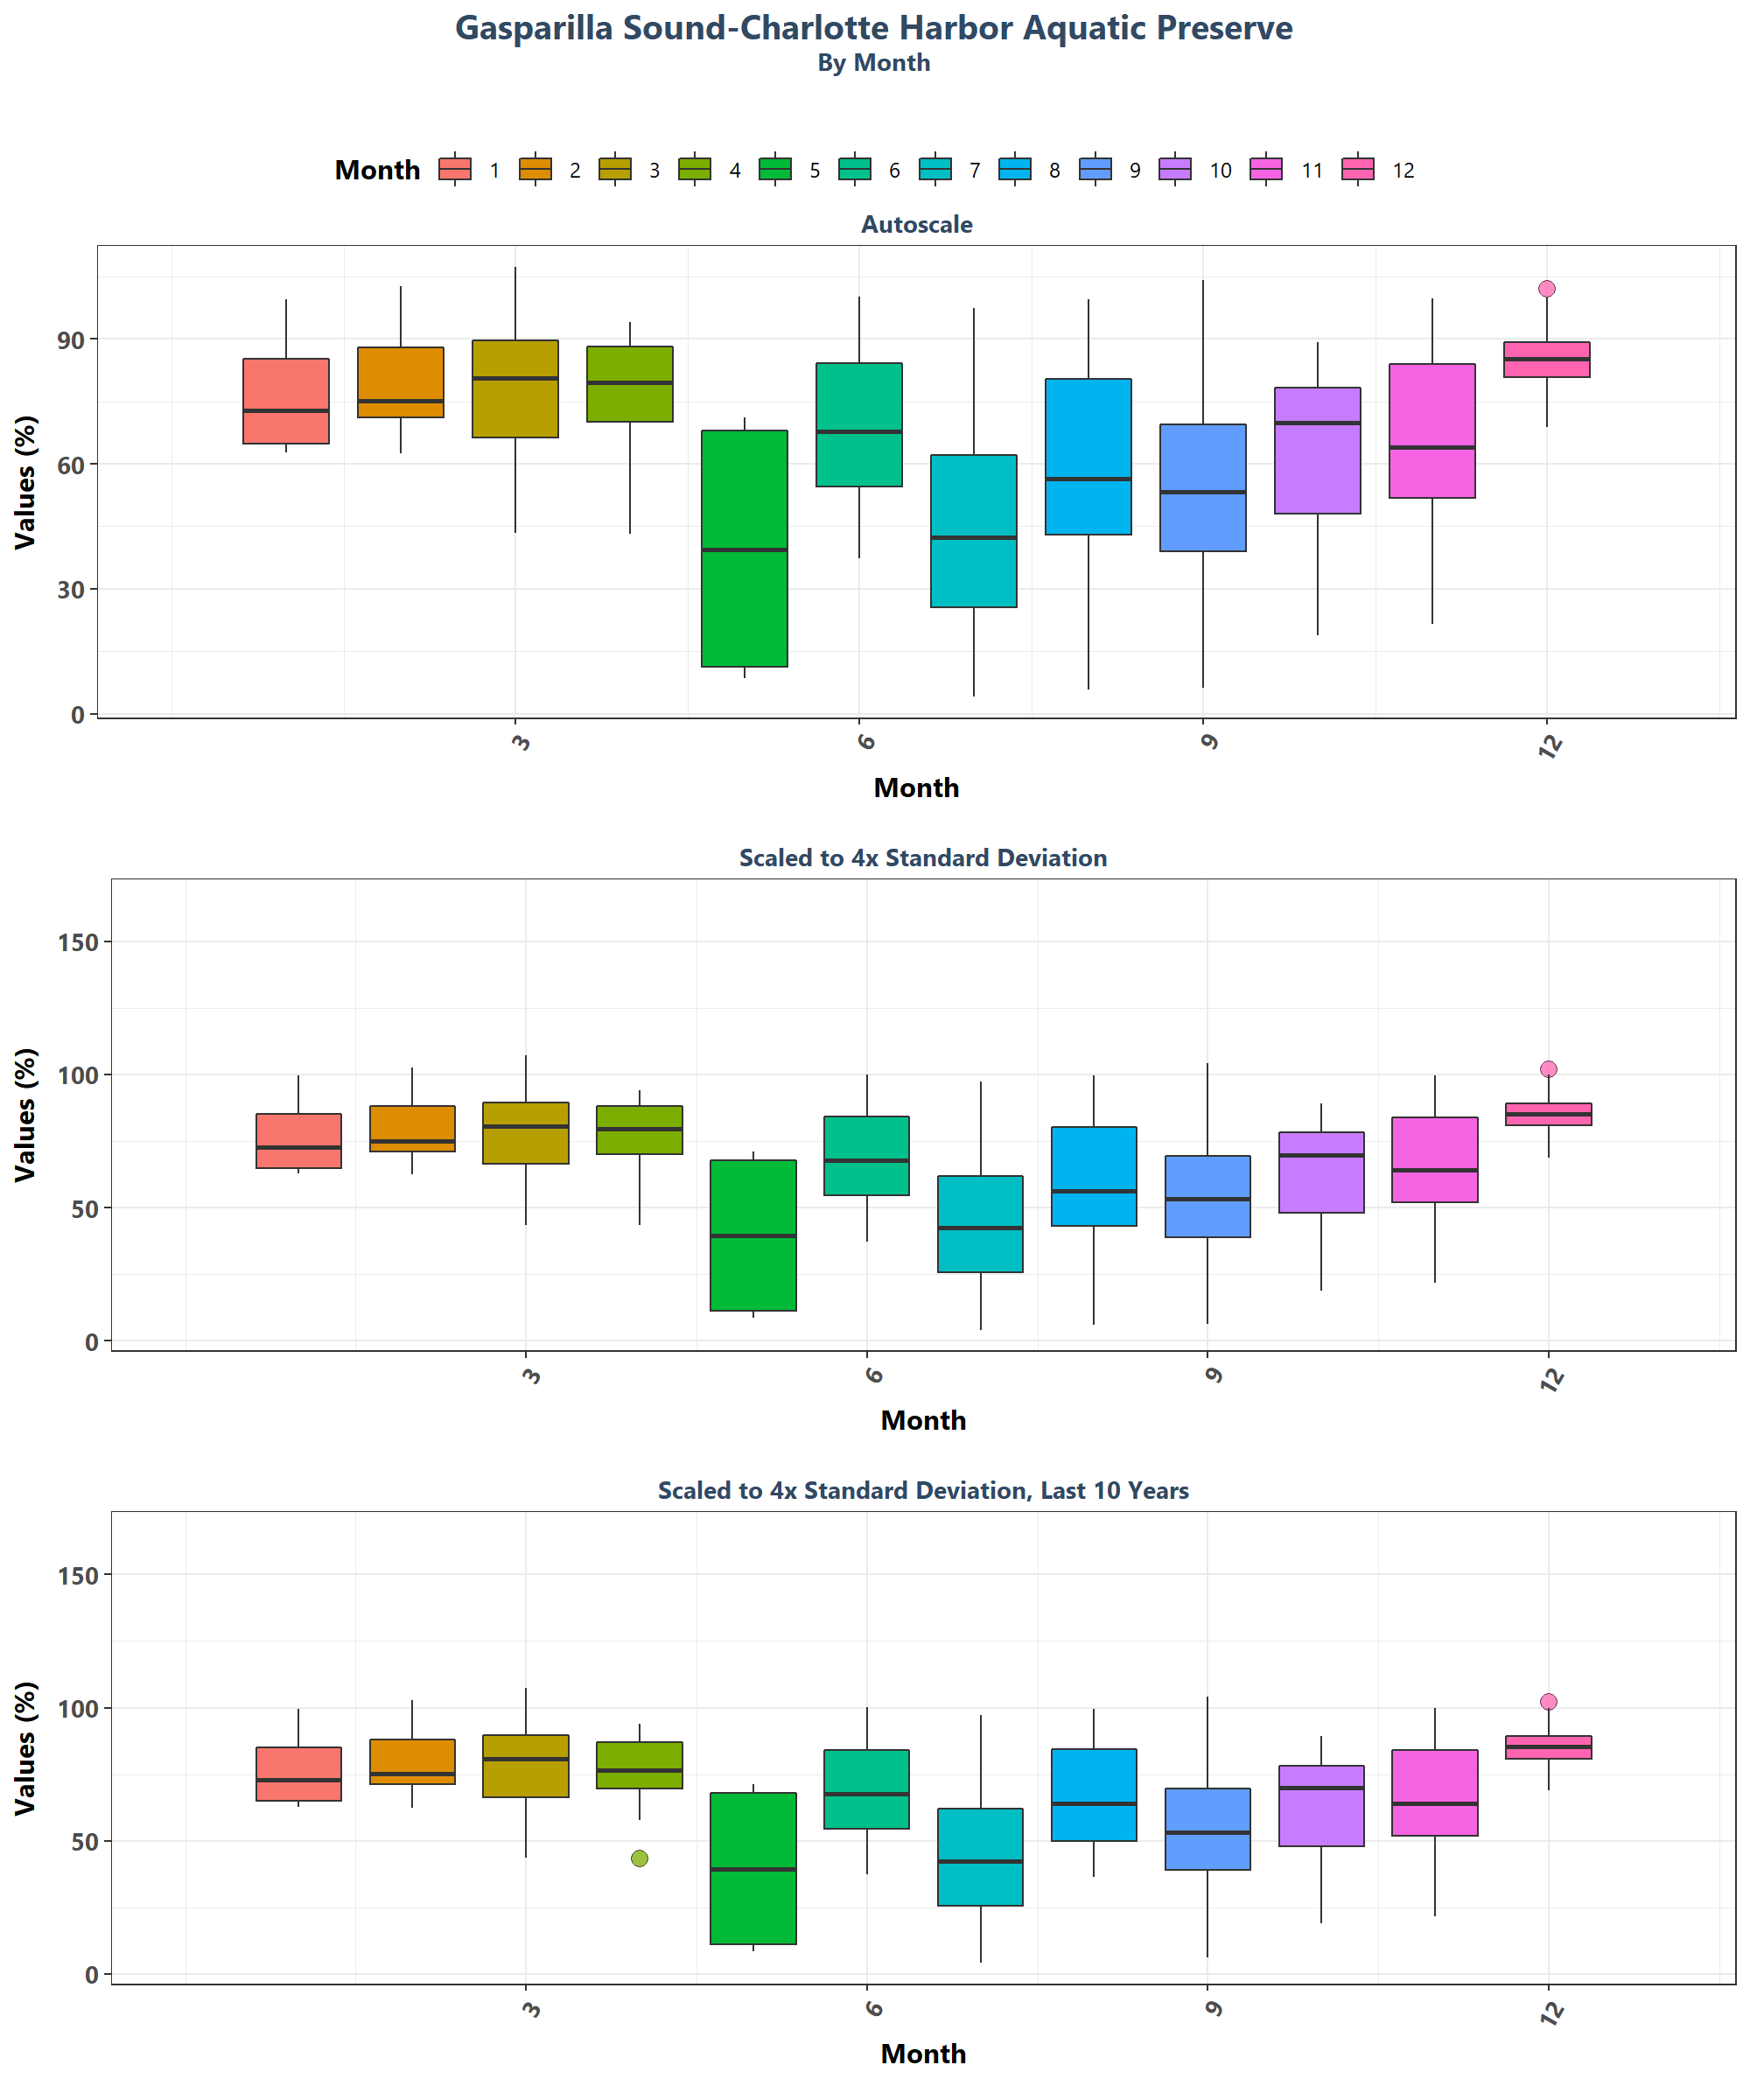 Gasparilla Sound-Charlotte Harbor Aquatic Preserve
By Month
Month 1 2 3 4 5 6 7 8 9 10 11 12
Autoscale
Values (%)
90
60
30
0
3 6 9 12
Month
Scaled to 4x Standard Deviation
Values (%)
150
100
50
0
3 6 9 12
Month
Scaled to 4x Standard Deviation, Last 10 Years
Values (%)
150
100
50
0
3 6 9 12
Month